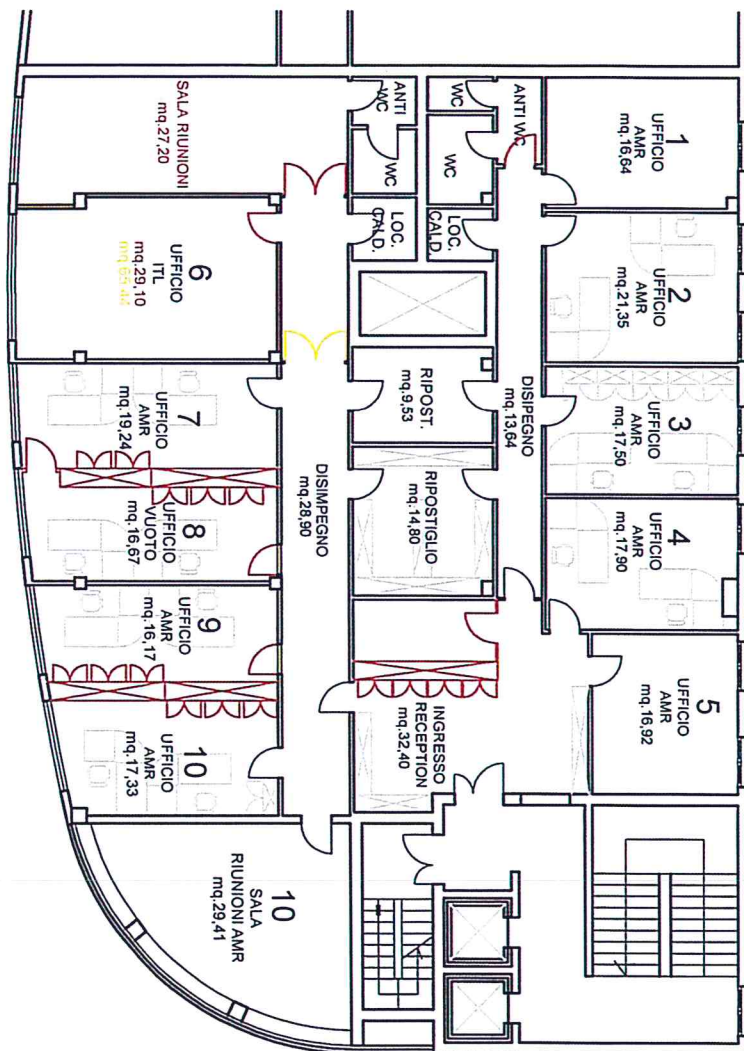 SALA RIUNIONI
mq.27,20
ANTI
WC
WC
ANTI WC
WC
WC
1
UFFICIO
AMR
mq.16,64
6
UFFICIO
ITL
mq.29,10
LOC.
CALD.
LOC.
CALD.
2
UFFICIO
AMR
mq.21,35
7
UFFICIO
AMR
mq.19,24
RIPOST.
mq.9,53
DISIPEGNO
mq.13,64
3
UFFICIO
AMR
mq.17,50
8
UFFICIO
VUOTO
mq.16,67
DISIMPEGNO
mq.28,90
RIPOSTIGLIO
mq.14,80
4
UFFICIO
AMR
mq.17,90
9
UFFICIO
AMR
mq.16,17
10
UFFICIO
AMR
mq.17,33
INGRESSO
RECEPTION
mq.32,40
5
UFFICIO
AMR
mq.16,92
10
SALA
RIUNIONI AMR
mq.29,41